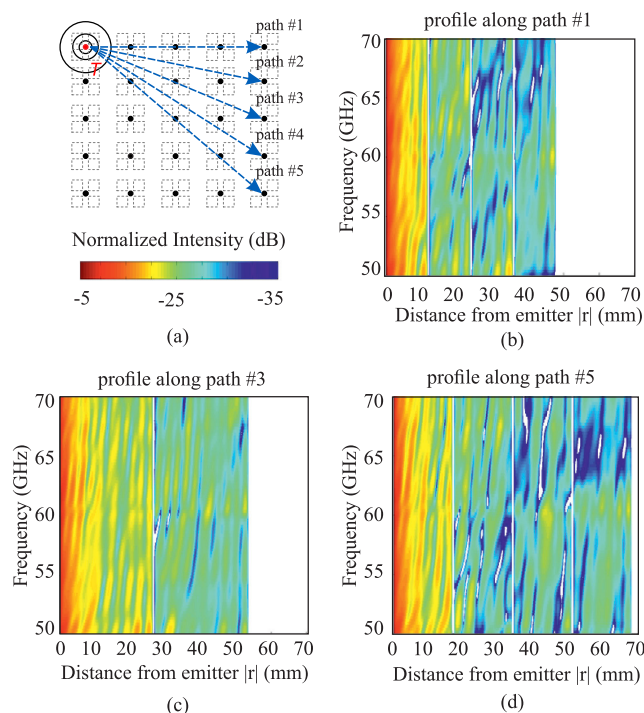 path #1
path #2
path #3
path #4
path #5
T
Normalized Intensity (dB)
-5 -25 -35
(a)
profile along path #1
Frequency (GHz)
70
65
60
55
50
0 10 20 30 40 50 60 70
Distance from emitter |r| (mm)
(b)
profile along path #3
Frequency (GHz)
70
65
60
55
50
0 10 20 30 40 50 60 70
Distance from emitter |r| (mm)
(c)
profile along path #5
Frequency (GHz)
70
65
60
55
50
0 10 20 30 40 50 60 70
Distance from emitter |r| (mm)
(d)